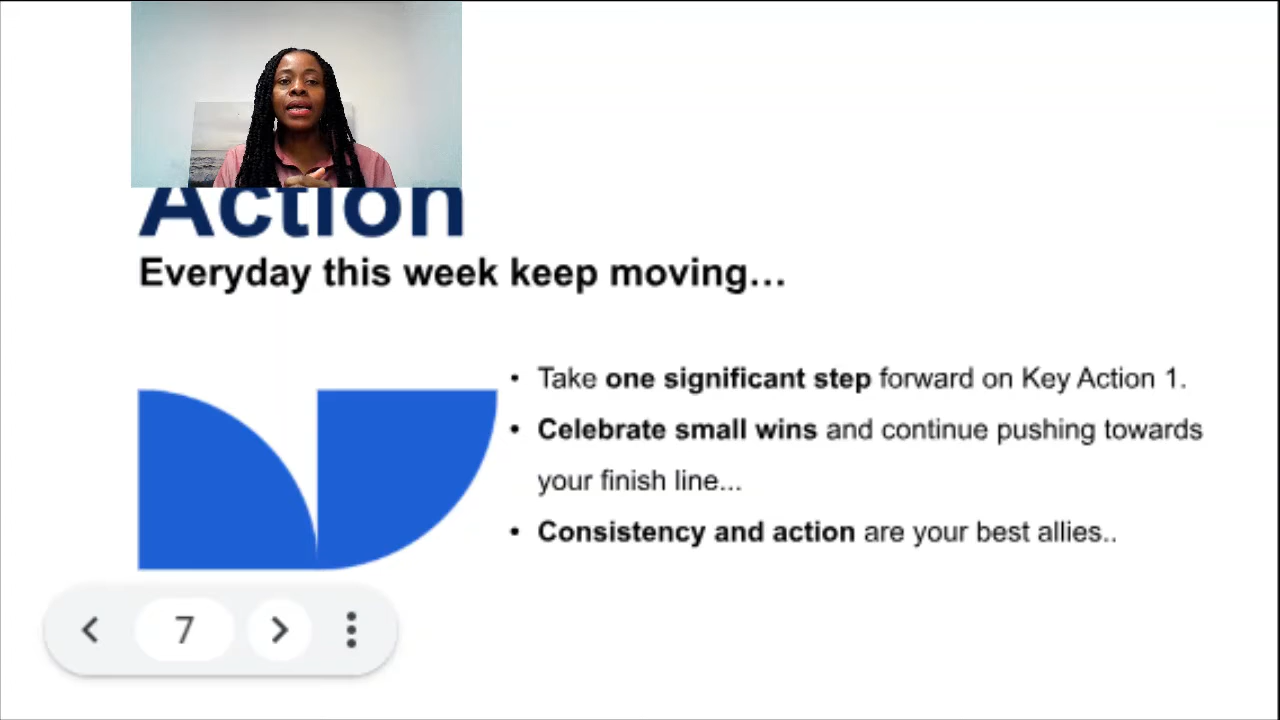 Action
Everyday this week keep moving...
• Take one significant step forward on Key Action 1.
• Celebrate small wins and continue pushing towards
your finish line...
• Consistency and action are your best allies..
7